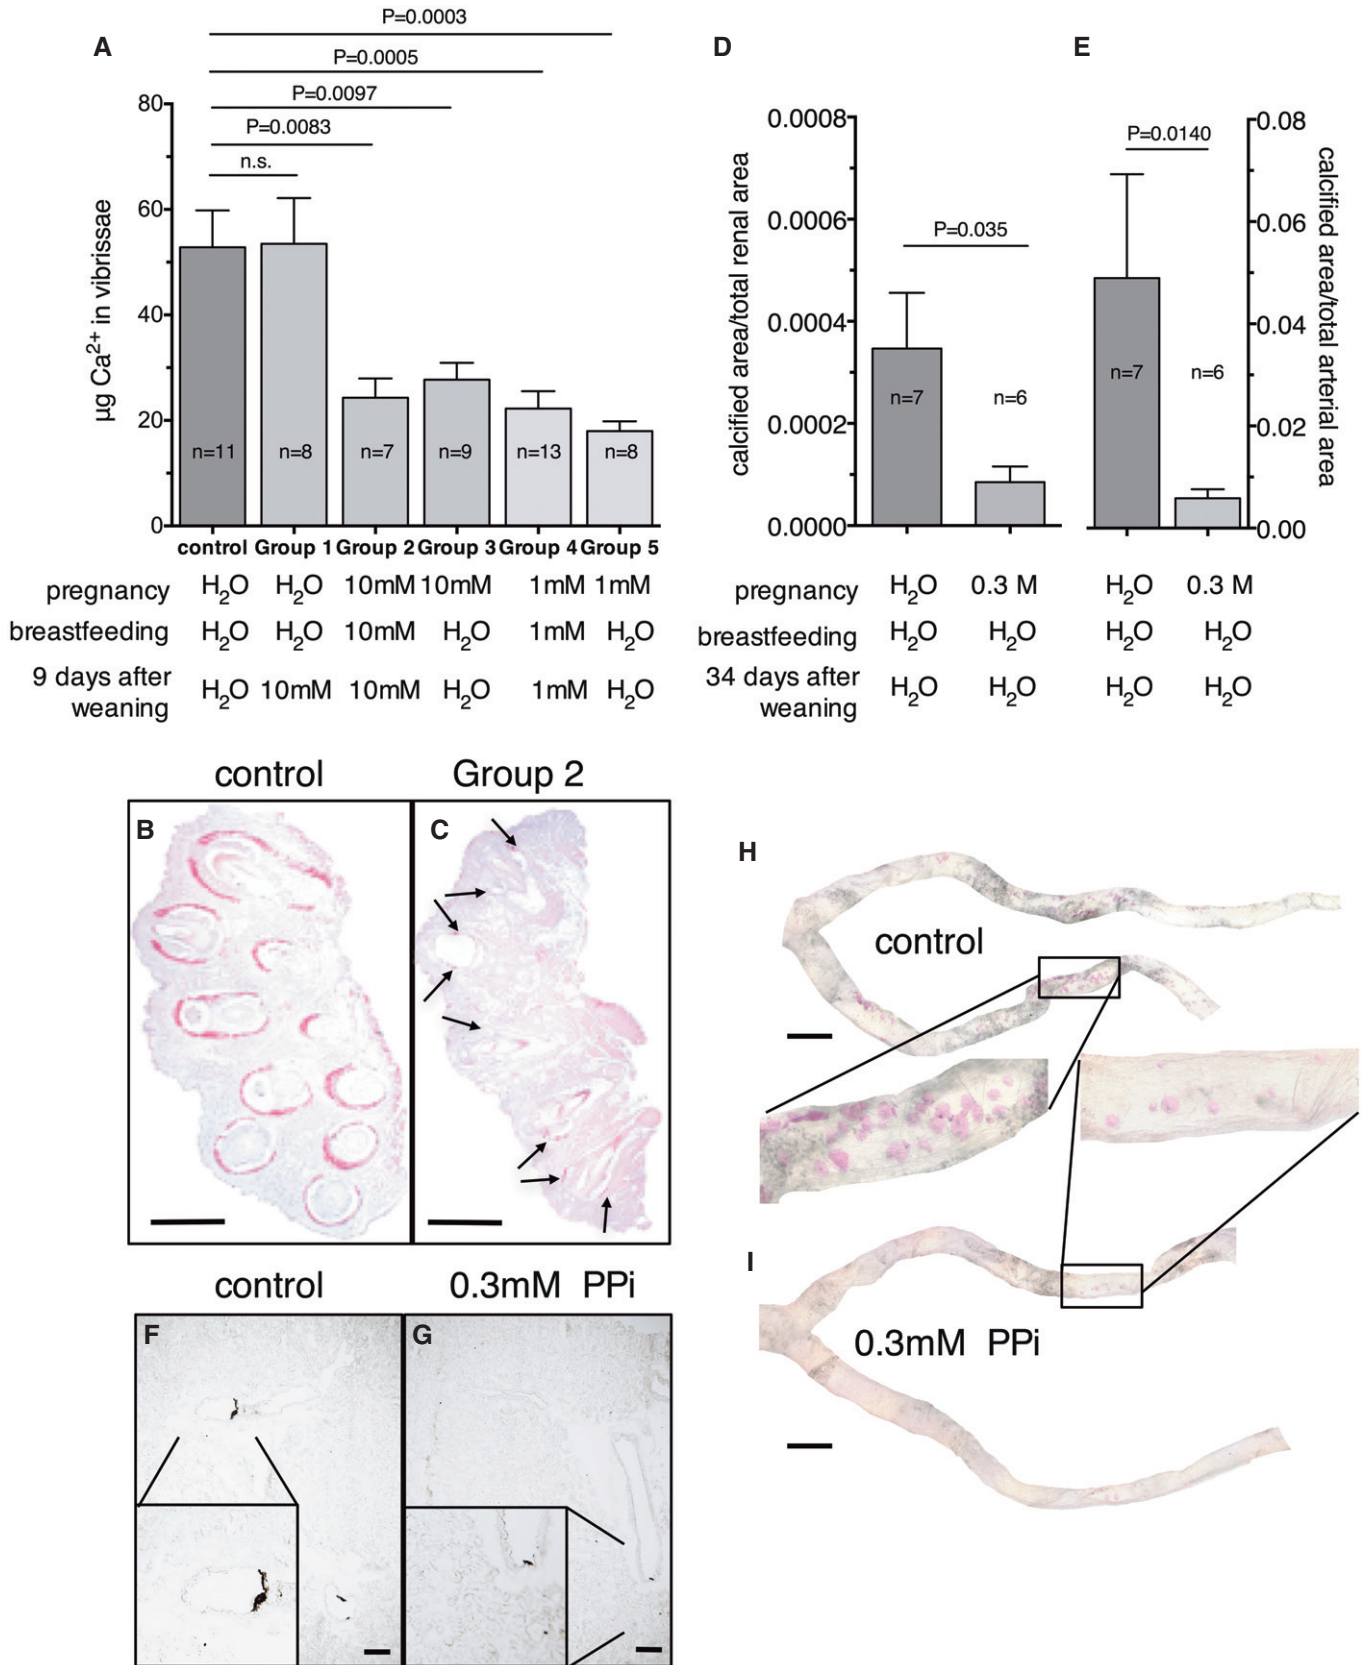 A
P=0.0003
P=0.0005
P=0.0097
P=0.0083
n.s.
µg Ca2+ in vibrissae
80
60
40
20
0
n=11
n=8
n=7
n=9
n=13
n=8
control Group 1 Group 2 Group 3 Group 4 Group 5
pregnancy H2O H2O 10mM 10mM 1mM 1mM
breastfeeding H2O H2O 10mM H2O 1mM H2O
9 days after weaning H2O 10mM 10mM H2O 1mM H2O
D
calcified area/total renal area
0.0008
0.0006
0.0004
0.0002
0.0000
P=0.035
n=7
n=6
E
P=0.0140
n=7
n=6
0.08
0.06
0.04
0.02
0.00
calcified area/total arterial area
pregnancy H2O 0.3 M H2O 0.3 M
breastfeeding H2O H2O H2O H2O
34 days after weaning H2O H2O H2O H2O
control
Group 2
B
C
control
0.3mM PPi
F
G
H
control
I
0.3mM PPi